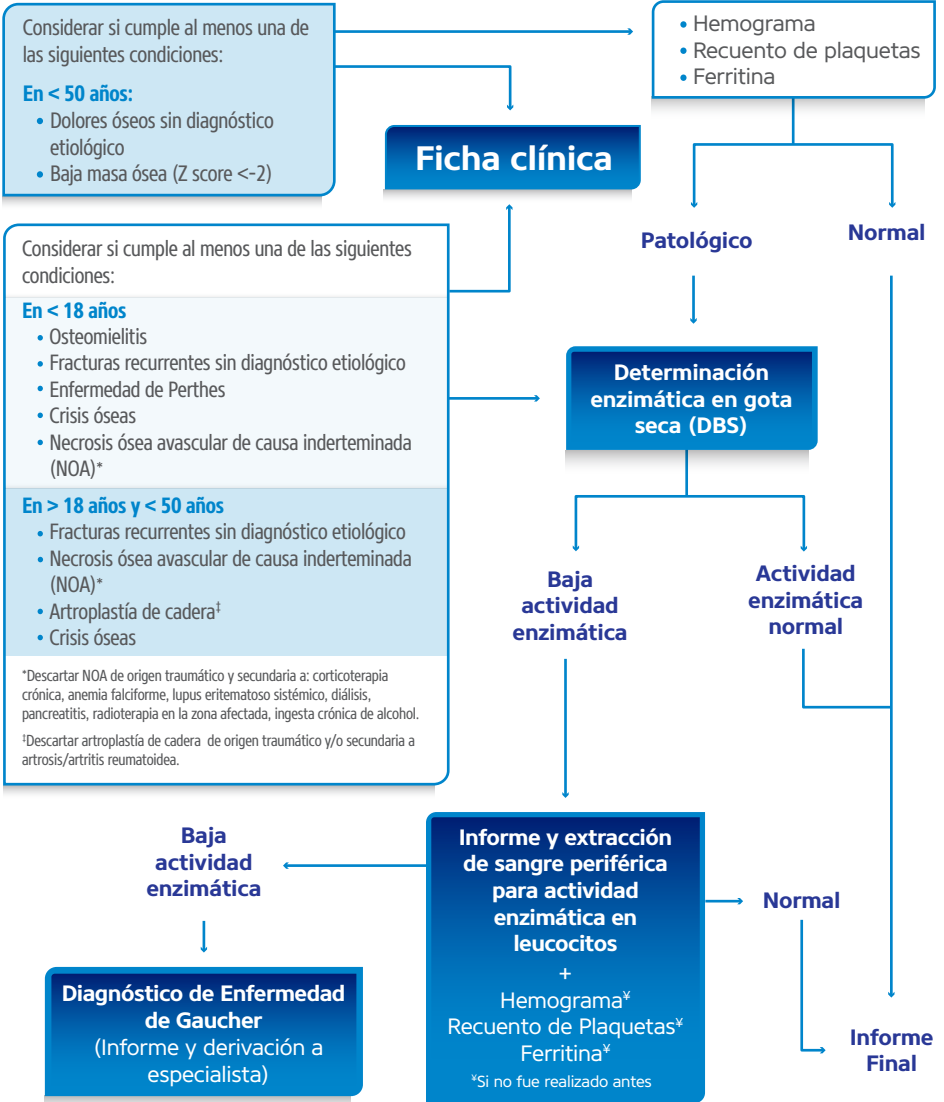 Considerar si cumple al menos una de
las siguientes condiciones:
En < 50 años:
• Dolores óseos sin diagnóstico
etiológico
• Baja masa ósea (Z score <-2)
• Hemograma
• Recuento de plaquetas
• Ferritina
Ficha clínica
Patológico
Normal
Considerar si cumple al menos una de las siguientes
condiciones:
En < 18 años
• Osteomielitis
• Fracturas recurrentes sin diagnóstico etiológico
• Enfermedad de Perthes
• Crisis óseas
• Necrosis ósea avascular de causa inderteminada
(NOA)*
En > 18 años y < 50 años
• Fracturas recurrentes sin diagnóstico etiológico
• Necrosis ósea avascular de causa inderteminada
(NOA)*
• Artroplastía de cadera‡
• Crisis óseas
*Descartar NOA de origen traumático y secundaria a: corticoterapia
crónica, anemia falciforme, lupus eritematoso sistémico, diálisis,
pancreatitis, radioterapia en la zona afectada, ingesta crónica de alcohol.
‡Descartar artroplastía de cadera de origen traumático y/o secundaria a
artrosis/artritis reumatoidea.
Determinación
enzimática en gota
seca (DBS)
Baja
actividad
enzimática
Actividad
enzimática
normal
Baja
actividad
enzimática
Informe y extracción
de sangre periférica
para actividad
enzimática en
leucocitos
+
Hemograma¥
Recuento de Plaquetas¥
Ferritina¥
¥Si no fue realizado antes
Normal
Diagnóstico de Enfermedad
de Gaucher
(Informe y derivación a
especialista)
Informe
Final